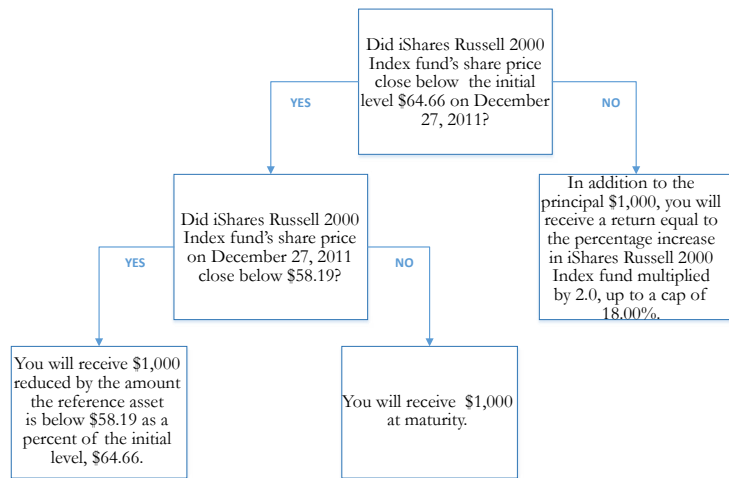 Did iShares Russell 2000
Index fund's share price
close below the initial
level $64.66 on December
27, 2011?
YES
NO
Did iShares Russell 2000
Index fund's share price
on December 27, 2011
close below $58.19?
In addition to the
principal $1,000, you will
receive a return equal to
the percentage increase
in iShares Russell 2000
Index fund multiplied
by 2.0, up to a cap of
18.00%.
YES
NO
You will receive $1,000
reduced by the amount
the reference asset
is below $58.19 as a
percent of the initial
level, $64.66.
You will receive $1,000
at maturity.